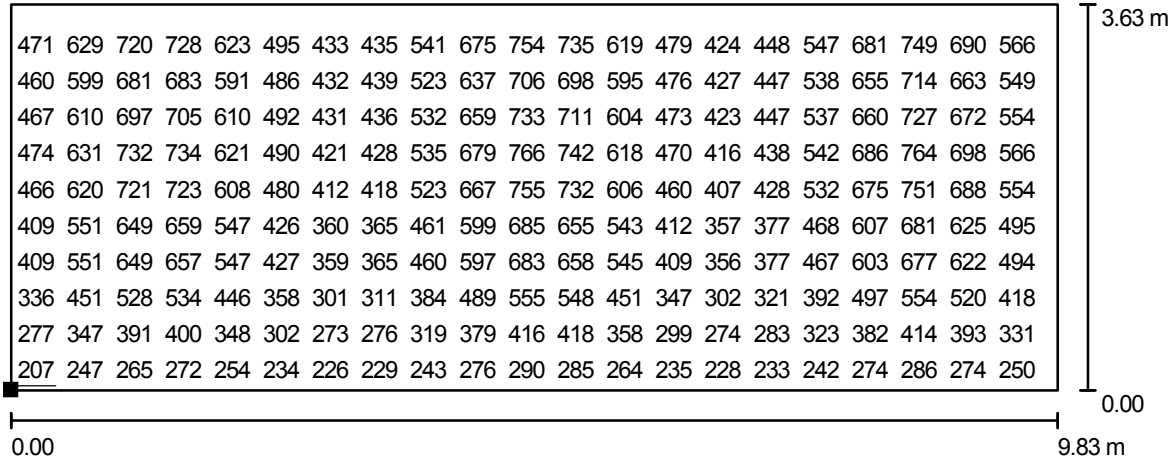 3.63 m
471 629 720 728 623 495 433 435 541 675 754 735 619 479 424 448 547 681 749 690 566
460 599 681 683 591 486 432 439 523 637 706 698 595 476 427 447 538 655 714 663 549
467 610 697 705 610 492 431 436 532 659 733 711 604 473 423 447 537 660 727 672 554
474 631 732 734 621 490 421 428 535 679 766 742 618 470 416 438 542 686 764 698 566
466 620 721 723 608 480 412 418 523 667 755 732 606 460 407 428 532 675 751 688 554
409 551 649 659 547 426 360 365 461 599 685 655 543 412 357 377 468 607 681 625 495
409 551 649 657 547 427 359 365 460 597 683 658 545 409 356 377 467 603 677 622 494
336 451 528 534 446 358 301 311 384 489 555 548 451 347 302 321 392 497 554 520 418
277 347 391 400 348 302 273 276 319 379 416 418 358 299 274 283 323 382 414 393 331
207 247 265 272 254 234 226 229 243 276 290 285 264 235 228 233 242 274 286 274 250
0.00
0.00 9.83 m